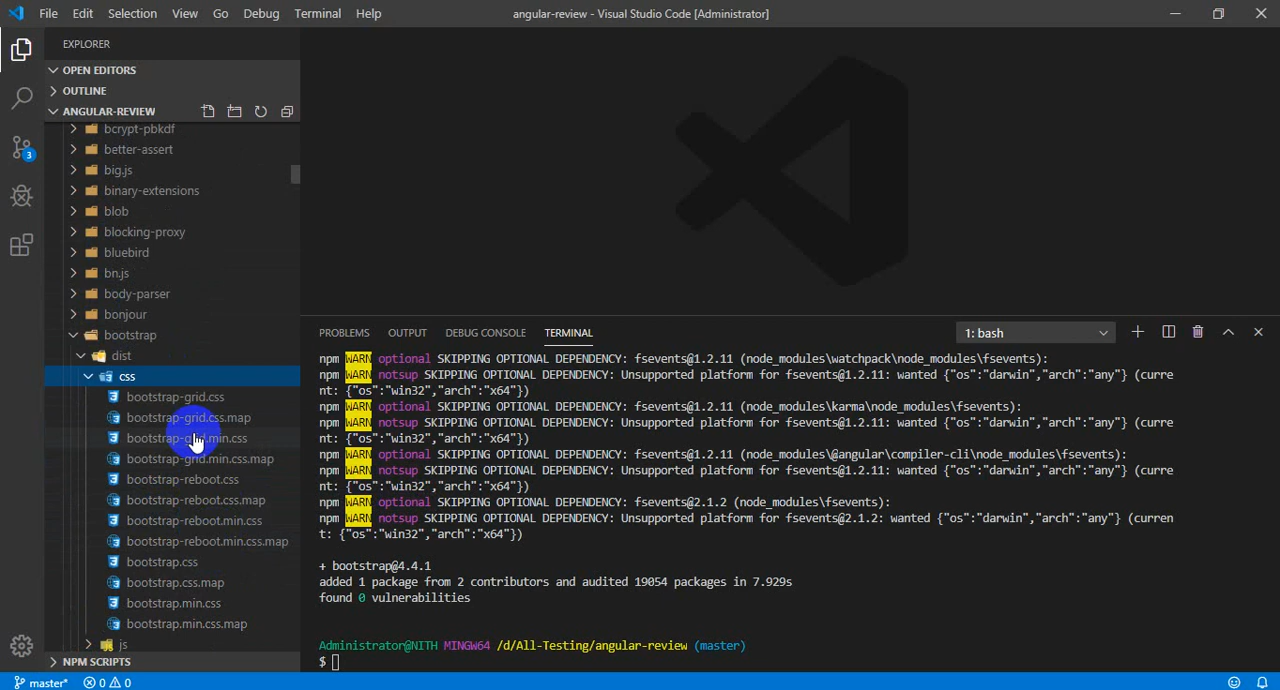 File Edit Selection View Go Debug Terminal Help
angular-review - Visual Studio Code [Administrator]
EXPLORER
OPEN EDITORS
OUTLINE
ANGULAR-REVIEW
bcrypt-pbkdf
better-assert
big.js
binary-extensions
blob
blocking-proxy
bluebird
bn.js
body-parser
bonjour
bootstrap
dist
css
bootstrap-grid.css
bootstrap-grid.css.map
bootstrap-grid.min.css
bootstrap-grid.min.css.map
bootstrap-reboot.css
bootstrap-reboot.css.map
bootstrap-reboot.min.css
bootstrap-reboot.min.css.map
bootstrap.css
bootstrap.css.map
bootstrap.min.css
bootstrap.min.css.map
js
NPM SCRIPTS
3
PROBLEMS OUTPUT DEBUG CONSOLE TERMINAL
1: bash
npm WARN optional SKIPPING OPTIONAL DEPENDENCY: fsevents@1.2.11 (node_modules\watchpack\node_modules\fsevents):
npm WARN notsup SKIPPING OPTIONAL DEPENDENCY: Unsupported platform for fsevents@1.2.11: wanted {"os":"darwin","arch":"any"} (curre
nt: {"os":"win32","arch":"x64"})
npm WARN optional SKIPPING OPTIONAL DEPENDENCY: fsevents@1.2.11 (node_modules\karma\node_modules\fsevents):
npm WARN notsup SKIPPING OPTIONAL DEPENDENCY: Unsupported platform for fsevents@1.2.11: wanted {"os":"darwin","arch":"any"} (curre
nt: {"os":"win32","arch":"x64"})
npm WARN optional SKIPPING OPTIONAL DEPENDENCY: fsevents@1.2.11 (node_modules\@angular\compiler-cli\node_modules\fsevents):
npm WARN notsup SKIPPING OPTIONAL DEPENDENCY: Unsupported platform for fsevents@1.2.11: wanted {"os":"darwin","arch":"any"} (curre
nt: {"os":"win32","arch":"x64"})
npm WARN optional SKIPPING OPTIONAL DEPENDENCY: fsevents@2.1.2 (node_modules\fsevents):
npm WARN notsup SKIPPING OPTIONAL DEPENDENCY: Unsupported platform for fsevents@2.1.2: wanted {"os":"darwin","arch":"any"} (curren
t: {"os":"win32","arch":"x64"})
+ bootstrap@4.4.1
added 1 package from 2 contributors and audited 19054 packages in 7.929s
found 0 vulnerabilities
Administrator@NITH MINGW64 /d/All-Testing/angular-review (master)
$
master* 0 0